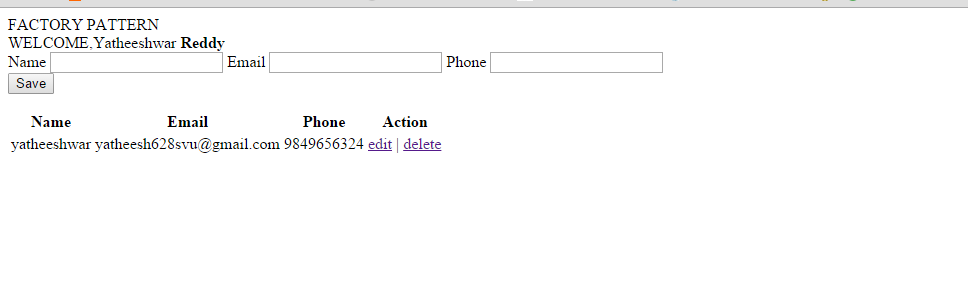 FACTORY PATTERN
WELCOME,Yatheeshwar Reddy
Name Email Phone
Save
Name Email Phone Action
yatheeshwar yatheesh628svu@gmail.com 9849656324 edit | delete